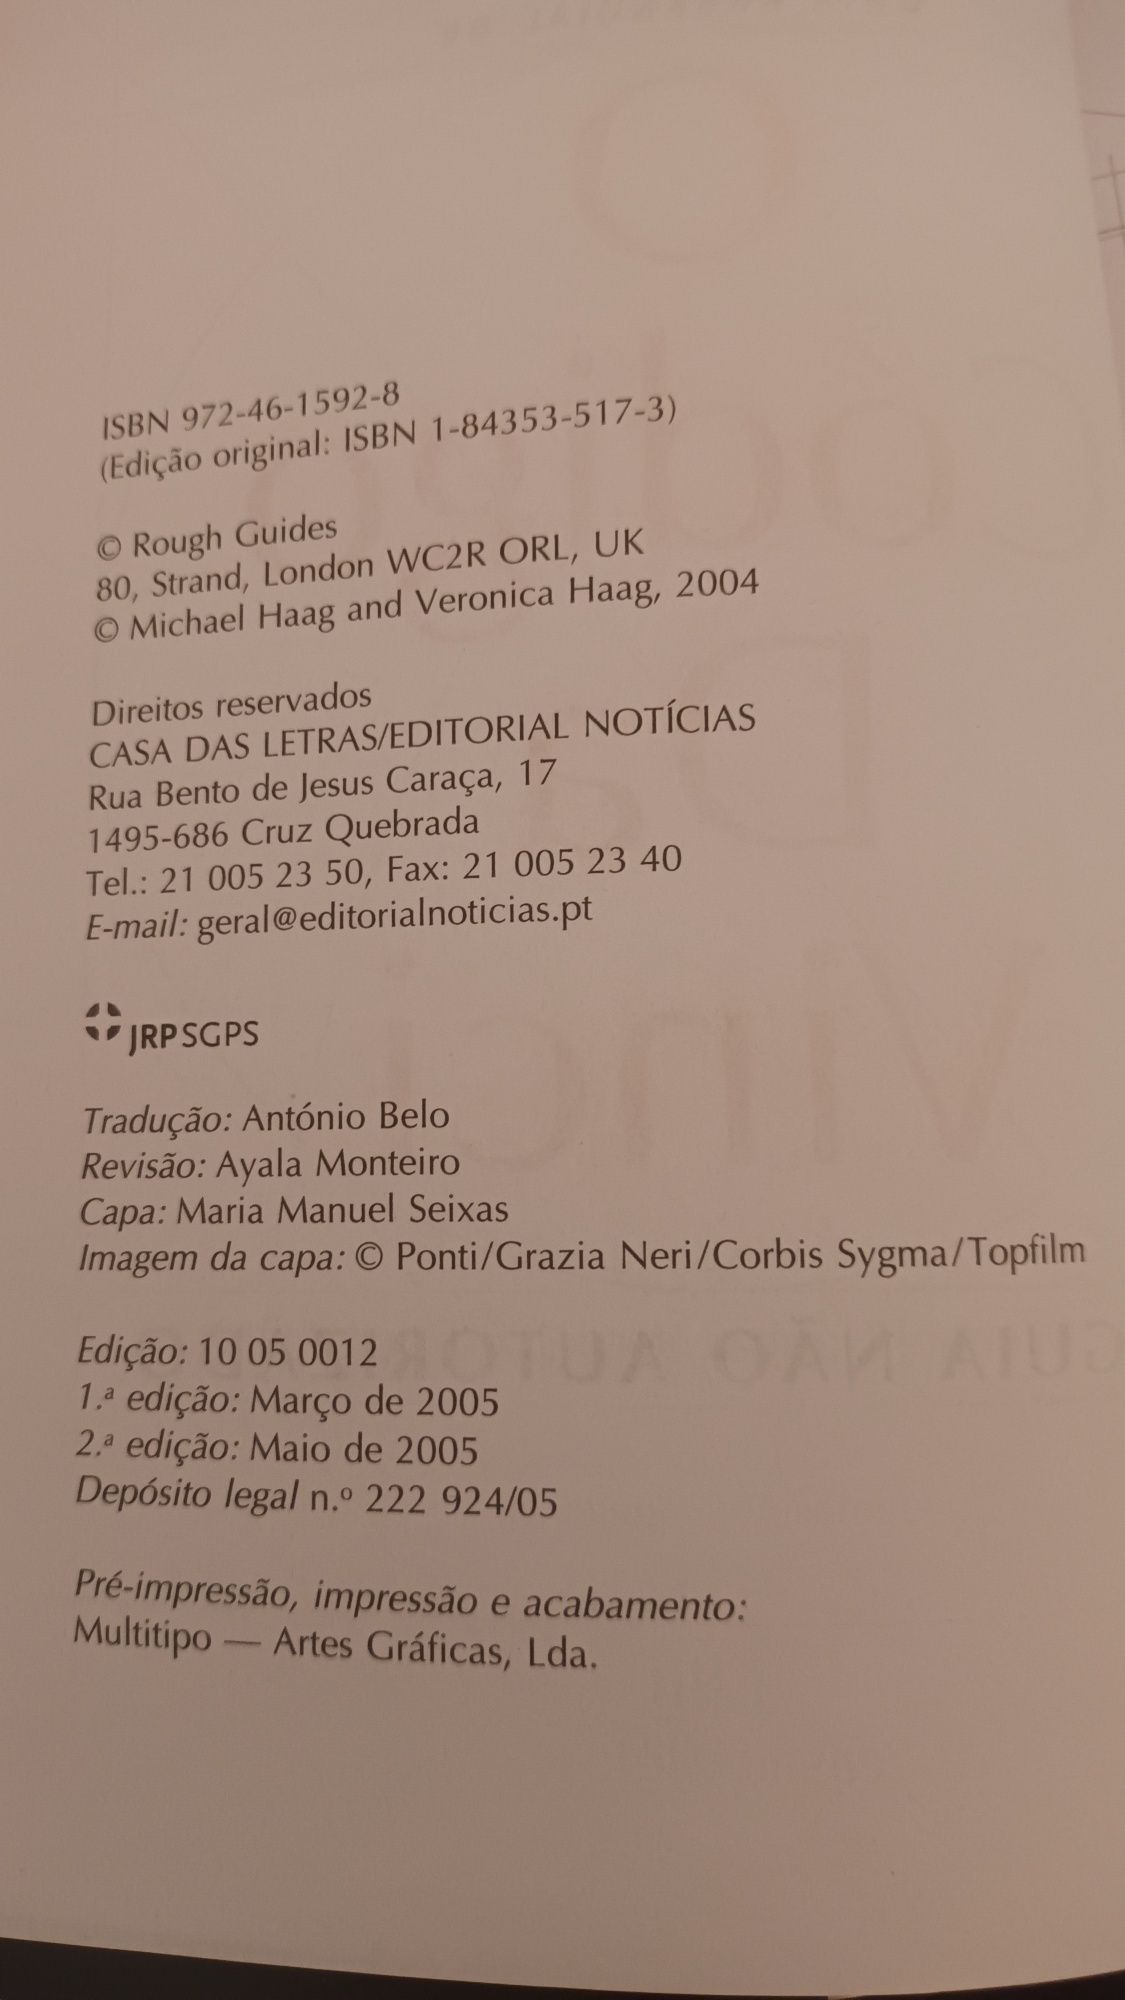 ISBN 972-46-1592-8
(Edição original: ISBN 1-84353-517-3)
© Rough Guides
80, Strand, London WC2R ORL, UK
© Michael Haag and Veronica Haag, 2004
Direitos reservados
CASA DAS LETRAS/EDITORIAL NOTÍCIAS
Rua Bento de Jesus Caraça, 17
1495-686 Cruz Quebrada
Tel.: 21 005 23 50, Fax: 21 005 23 40
E-mail: geral@editorialnoticias.pt
JRPSGPS
Tradução: António Belo
Revisão: Ayala Monteiro
Capa: Maria Manuel Seixas
Imagem da capa: © Ponti/Grazia Neri/Corbis Sygma/Topfilm
Edição: 10 05 0012
1.ª edição: Março de 2005
2.ª edição: Maio de 2005
Depósito legal n.º 222 924/05
Pré-impressão, impressão e acabamento:
Multitipo — Artes Gráficas, Lda.